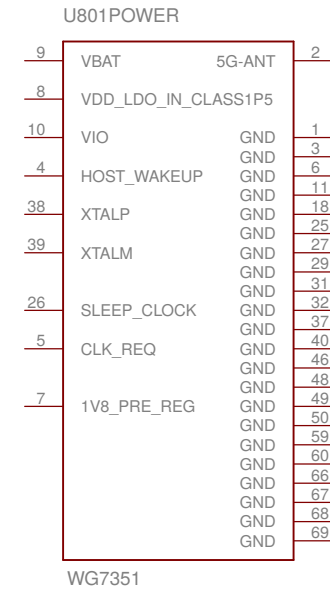 U801POWER
9 VBAT 5G-ANT 2
8 VDD_LDO_IN_CLASS1P5
10 VIO GND 1
GND 3
4 HOST_WAKEUP GND 6
GND 11
38 XTALP GND 18
GND 25
39 XTALM GND 27
GND 29
GND 31
26 SLEEP_CLOCK GND 32
GND 37
5 CLK_REQ GND 40
GND 46
GND 48
7 1V8_PRE_REG GND 49
GND 50
GND 59
GND 60
GND 66
GND 67
GND 68
GND 69
WG7351